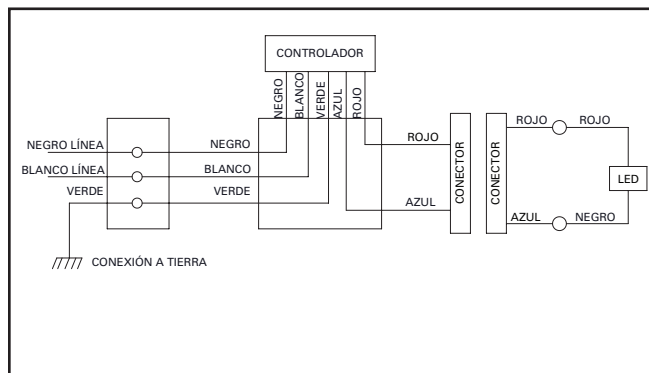 CONTROLADOR
NEGRO
BLANCO
VERDE
AZUL
ROJO
NEGRO LÍNEA
NEGRO
BLANCO LÍNEA
BLANCO
VERDE
VERDE
CONEXIÓN A TIERRA
ROJO
AZUL
CONECTOR
CONECTOR
ROJO
ROJO
LED
AZUL
NEGRO